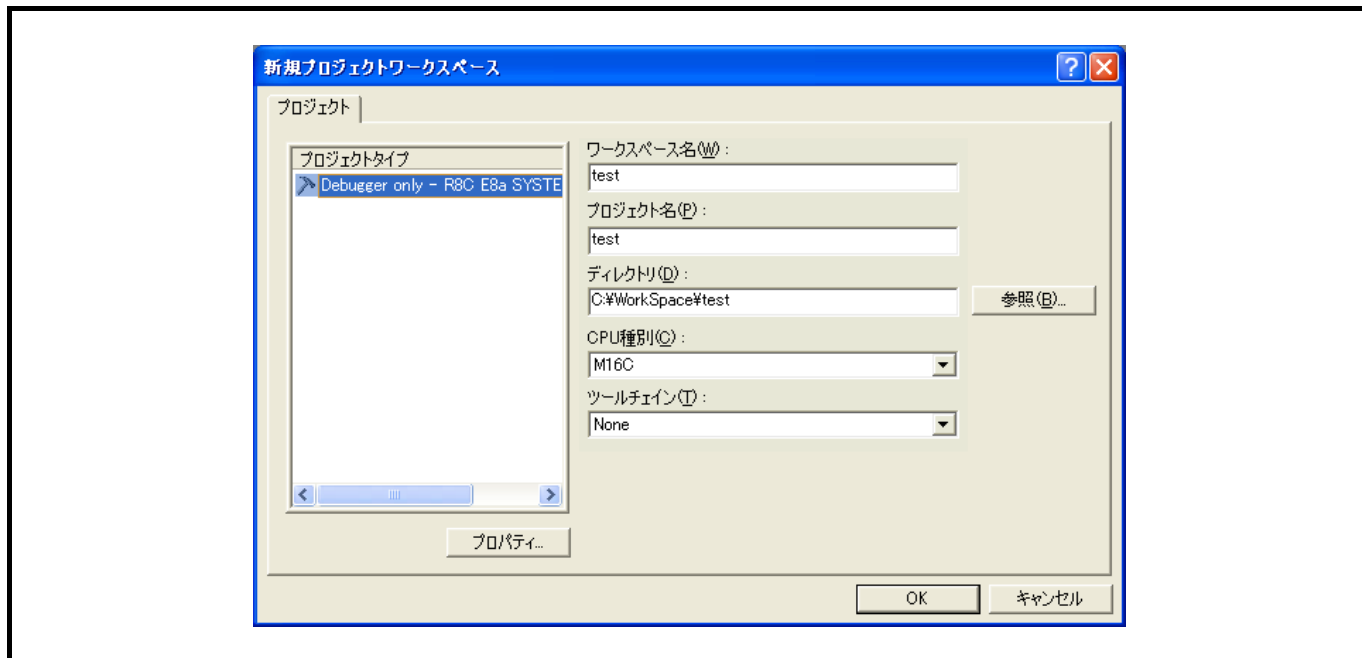 新規プロジェクトワークスペース
プロジェクト
プロジェクトタイプ
Debugger only - R8C E8a SYSTE
ワークスペース名(W):
test
プロジェクト名(P):
test
ディレクトリ(D):
C:¥WorkSpace¥test
参照(B)...
CPU種別(C):
M16C
ツールチェイン(T):
None
プロパティ...
OK
キャンセル